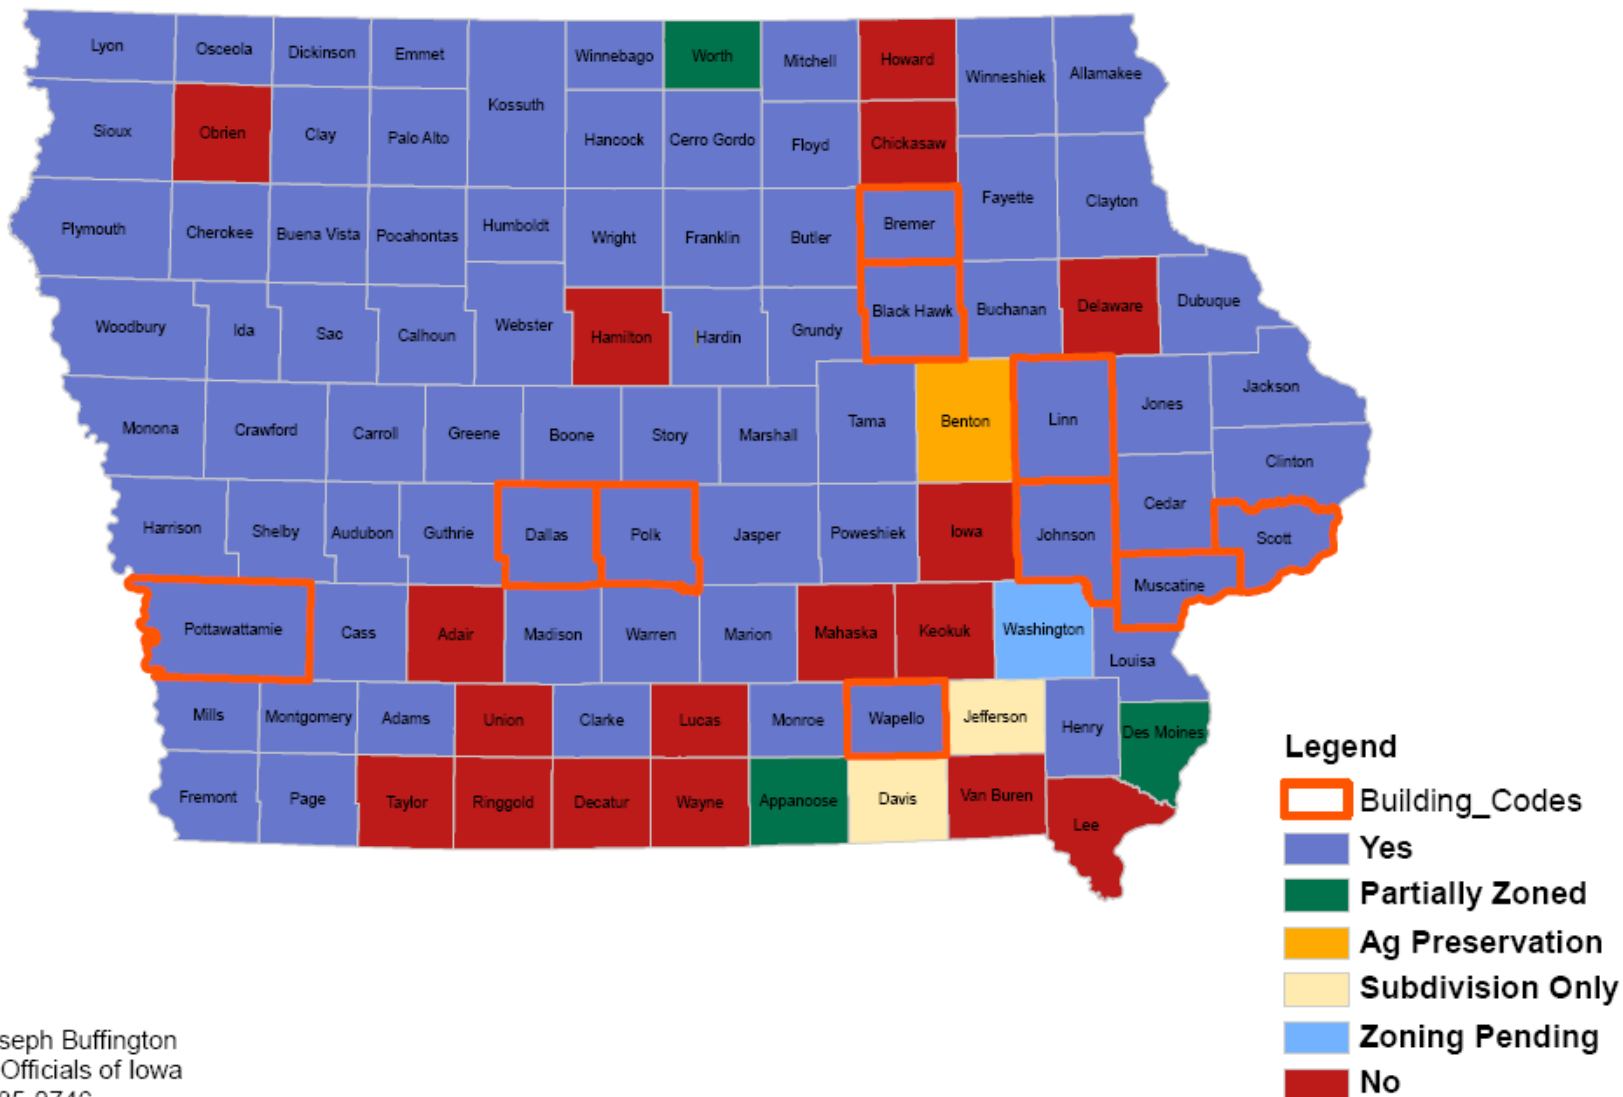 Lyon Osceola Dickinson Emmet Winnebago Worth Mitchell Howard
Kossuth Winneshiek Allamakee
Sioux Obrien Clay Palo Alto Hancock Cerro Gordo Floyd Chickasaw
Fayette Clayton
Plymouth Cherokee Buena Vista Pocahontas Humboldt Wright Franklin Butler Bremer
Woodbury Ida Sac Calhoun Webster Hamilton Hardin Grundy Black Hawk Buchanan Delaware Dubuque
Monona Crawford Carroll Greene Boone Story Marshall Tama Benton Linn Jones Jackson
Clinton
Harrison Shelby Audubon Guthrie Dallas Polk Jasper Poweshiek Iowa Johnson Cedar Scott
Muscatine
Pottawattamie Cass Adair Madison Warren Marion Mahaska Keokuk Washington
Louisa
Mills Montgomery Adams Union Clarke Lucas Monroe Wapello Jefferson Henry Des Moines
Fremont Page Taylor Ringgold Decatur Wayne Appanoose Davis Van Buren
Lee
Legend
Building_Codes
Yes
Partially Zoned
Ag Preservation
Subdivision Only
Zoning Pending
No
seph Buffington
Officials of Iowa